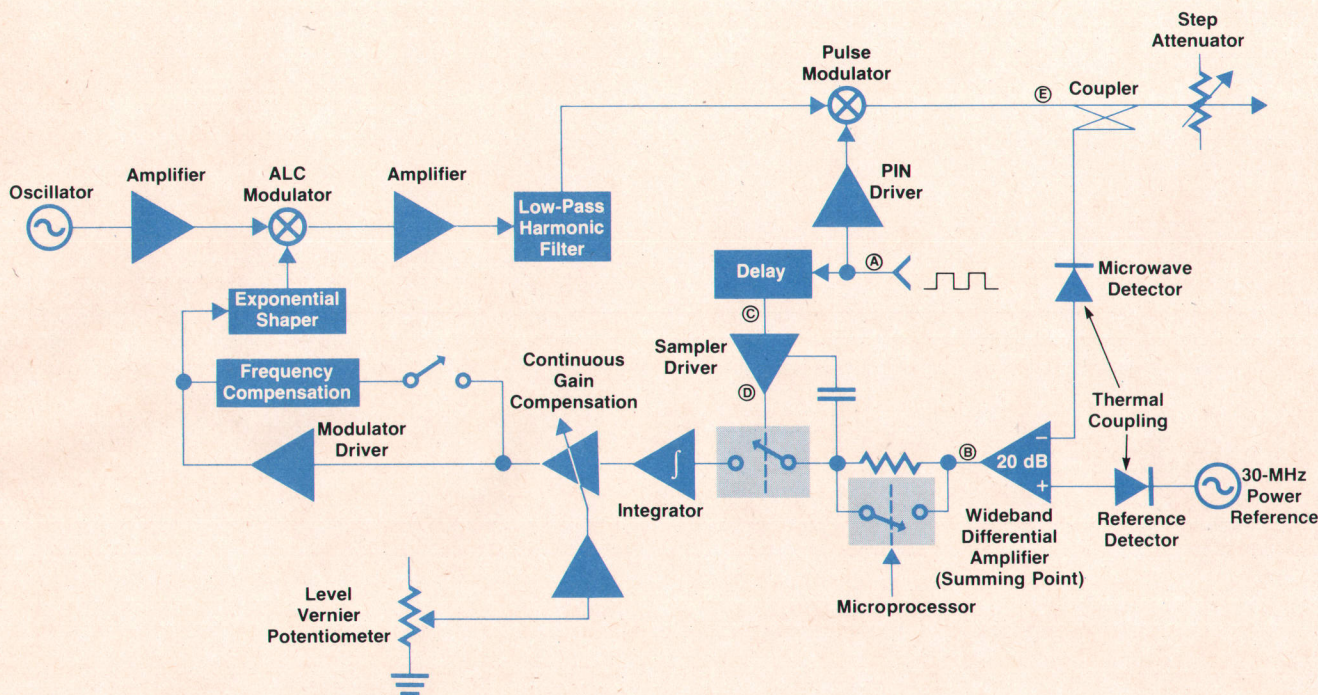 Step
Attenuator
Pulse
Modulator
Coupler
E
Oscillator
Amplifier
ALC
Modulator
Amplifier
Low-Pass
Harmonic
Filter
PIN
Driver
Delay
A
Microwave
Detector
Exponential
Shaper
C
Sampler
Driver
Frequency
Compensation
Continuous
Gain
Compensation
D
Thermal
Coupling
Modulator
Driver
∫
Integrator
B
20 dB
−
+
Wideband
Differential
Amplifier
(Summing Point)
Reference
Detector
30-MHz
Power
Reference
Microprocessor
Level
Vernier
Potentiometer